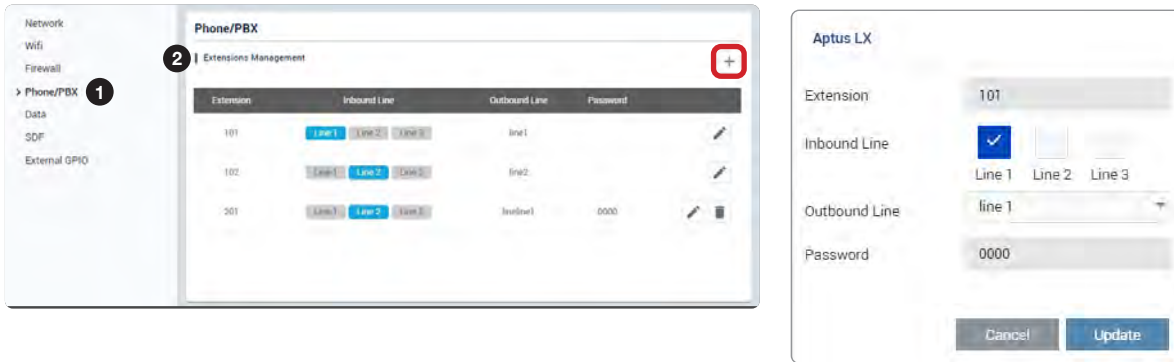 Network
Wifi
Firewall
> Phone/PBX 1
Data
SDF
External GPIO
Phone/PBX
2 Extensions Management
+
Extension Inbound Line Outbound Line Password
101 Line 1 Line 2 Line 3 line1
102 Line 1 Line 2 Line 3 line2
201 Line 1 Line 2 Line 3 0000
Aptus LX
Extension 101
Inbound Line
Line 1 Line 2 Line 3
Outbound Line line 1
Password 0000
Cancel Update